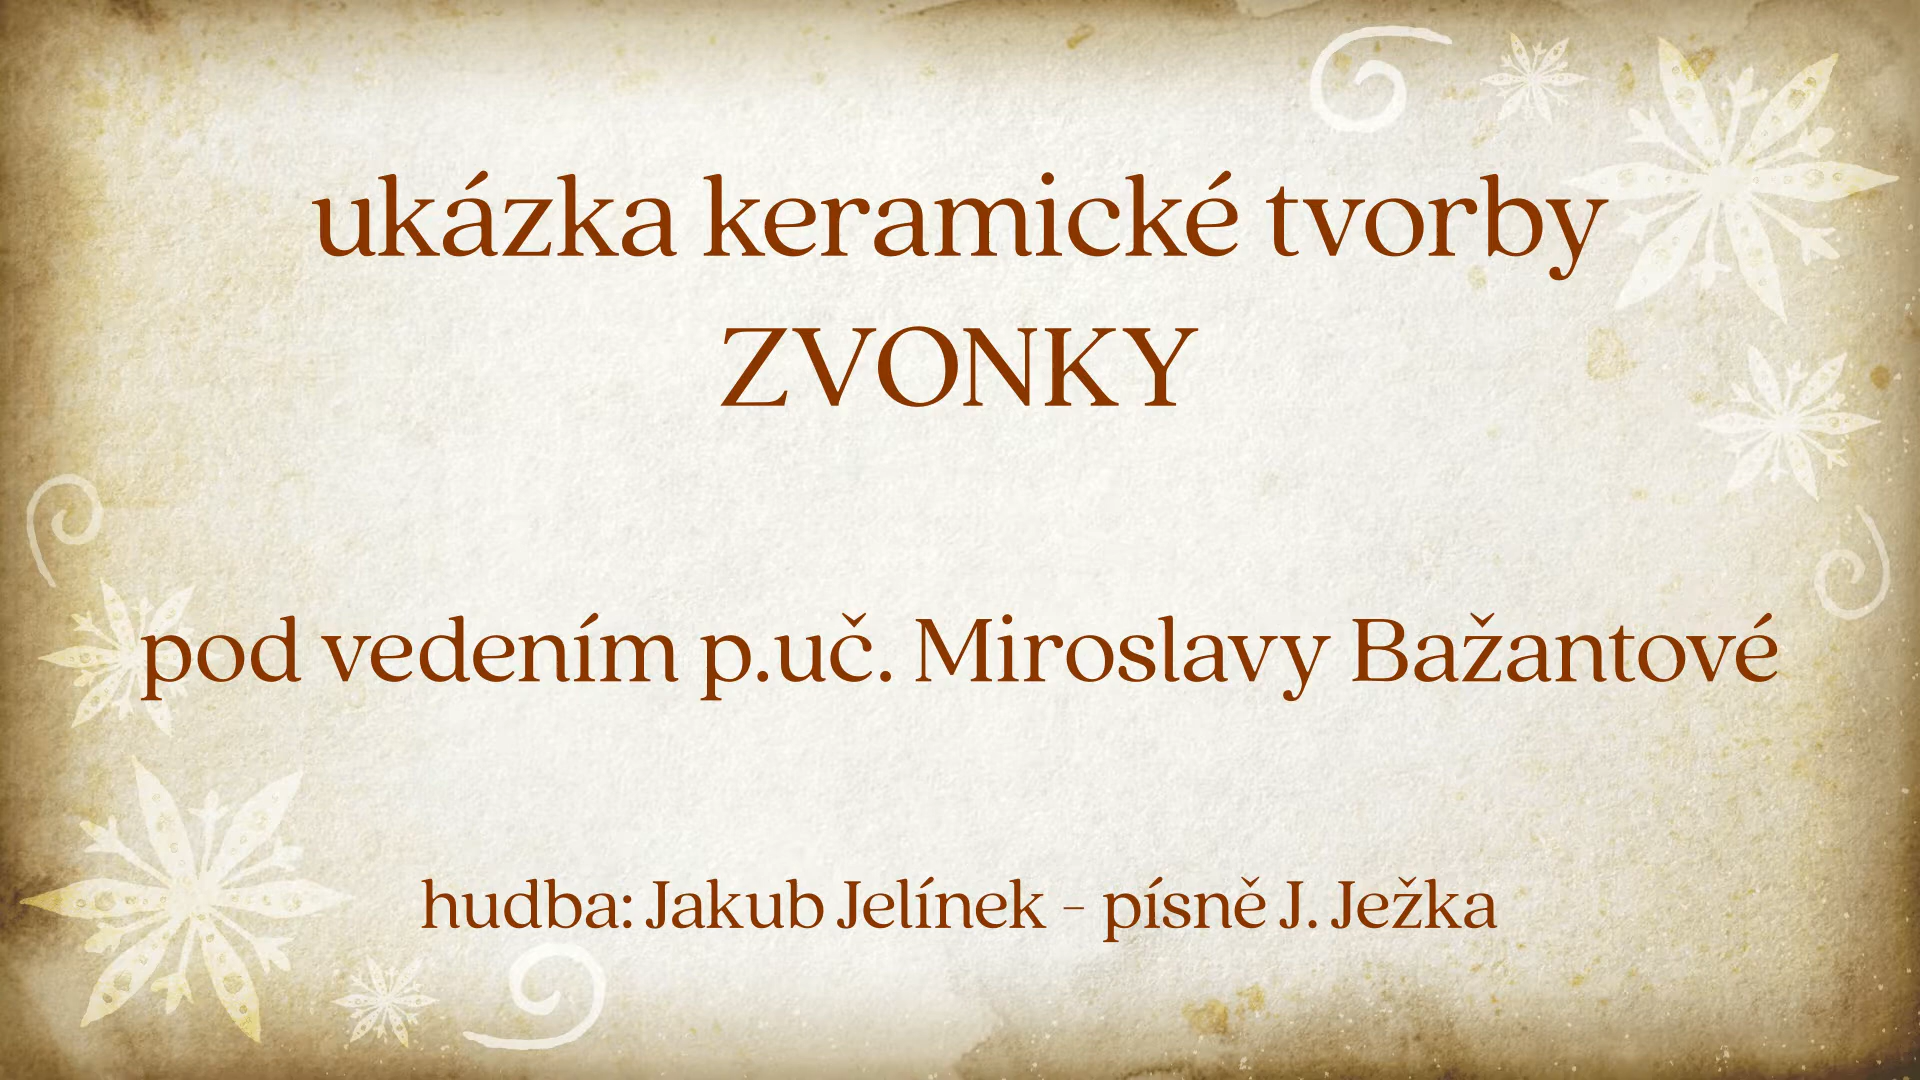 ukázka keramické tvorby
ZVONKY
pod vedením p.uč. Miroslavy Bažantové
hudba: Jakub Jelínek - písně J. Ježka